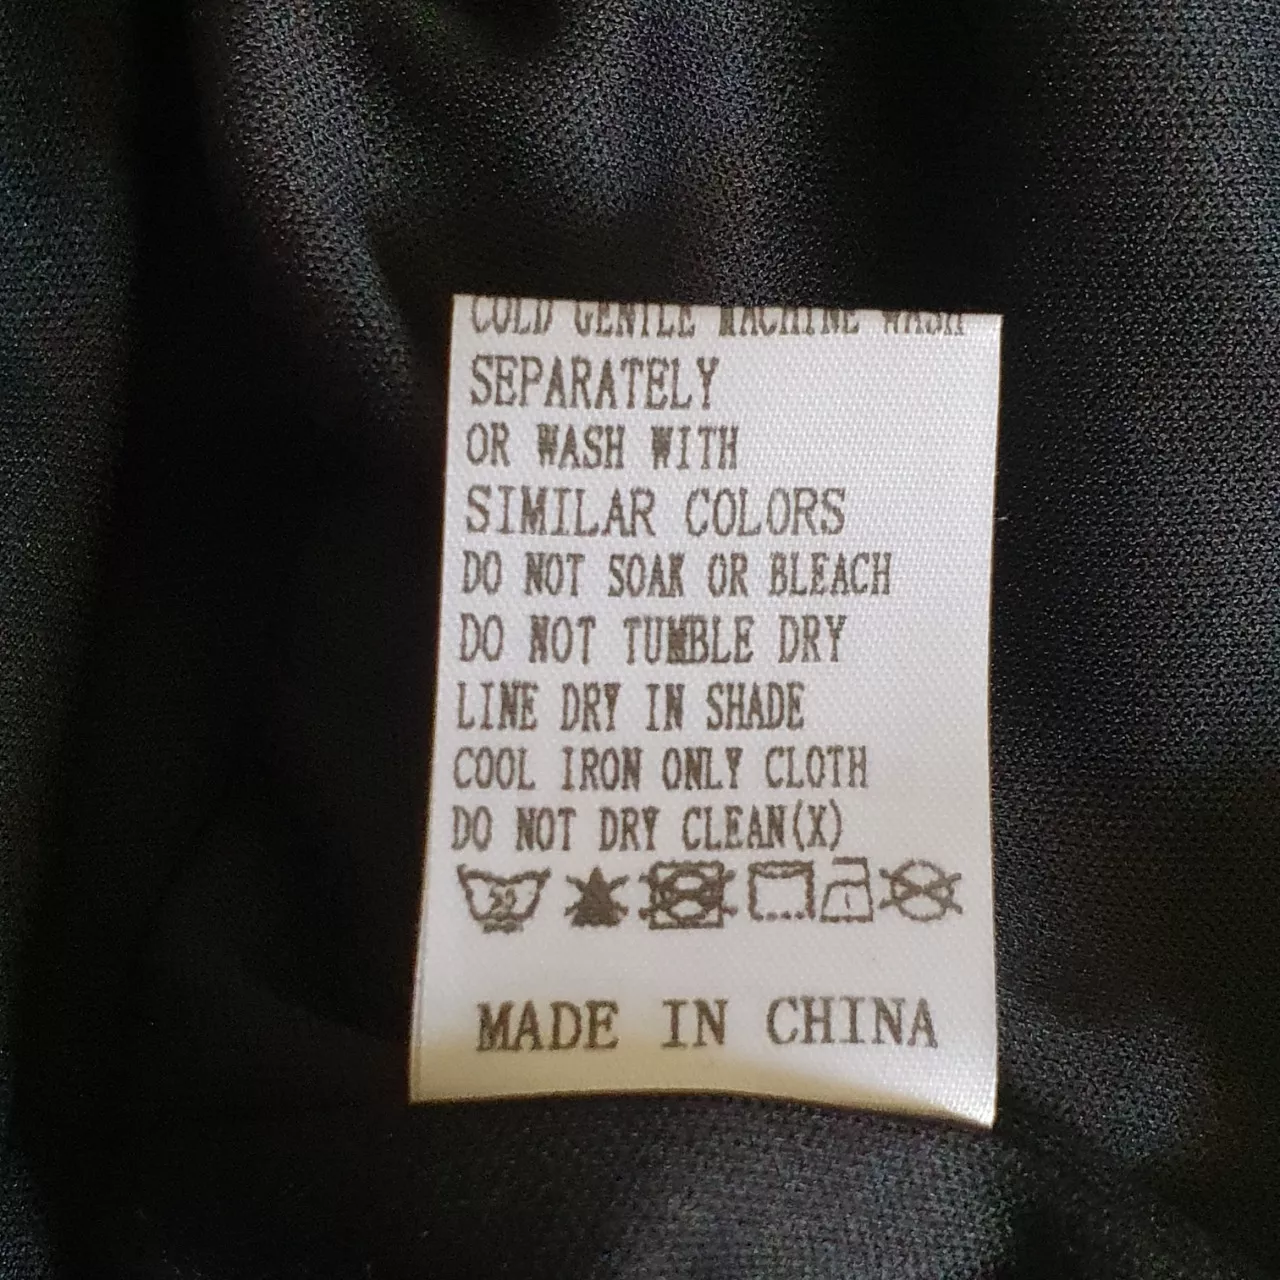 COLD GENTLE MACHINE WASH
SEPARATELY
OR WASH WITH
SIMILAR COLORS
DO NOT SOAK OR BLEACH
DO NOT TUMBLE DRY
LINE DRY IN SHADE
COOL IRON ONLY CLOTH
DO NOT DRY CLEAN(X)
MADE IN CHINA